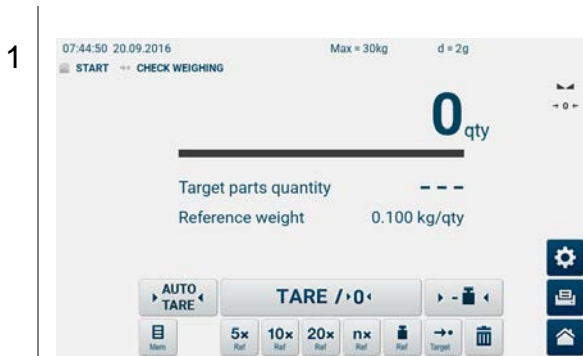 1
07:44:50 20.09.2016 Max = 30kg d = 2g
START CHECK WEIGHING
0 qty
→ 0 ←
Target parts quantity - - -
Reference weight 0.100 kg/qty
AUTO
TARE
TARE / 0
-
Mem
5x Ref 10x Ref 20x Ref nx Ref Ref Target